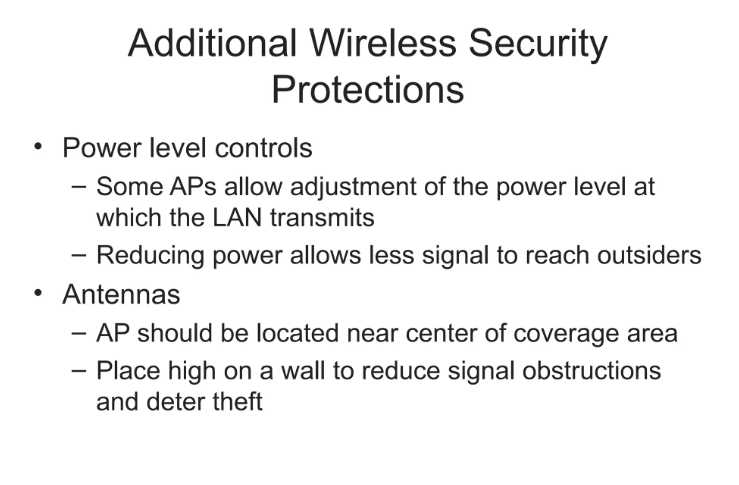 Additional Wireless Security
Protections
• Power level controls
– Some APs allow adjustment of the power level at
which the LAN transmits
– Reducing power allows less signal to reach outsiders
• Antennas
– AP should be located near center of coverage area
– Place high on a wall to reduce signal obstructions
and deter theft